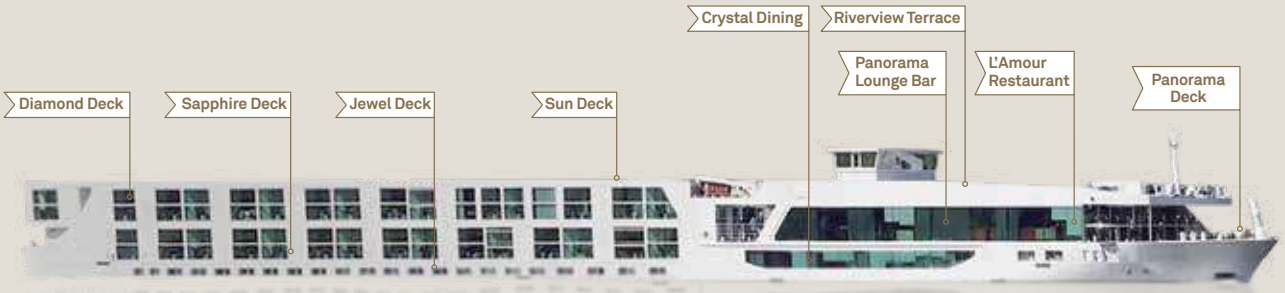 Crystal Dining
Riverview Terrace
Panorama
Lounge Bar
L'Amour
Restaurant
Panorama
Deck
Diamond Deck
Sapphire Deck
Jewel Deck
Sun Deck